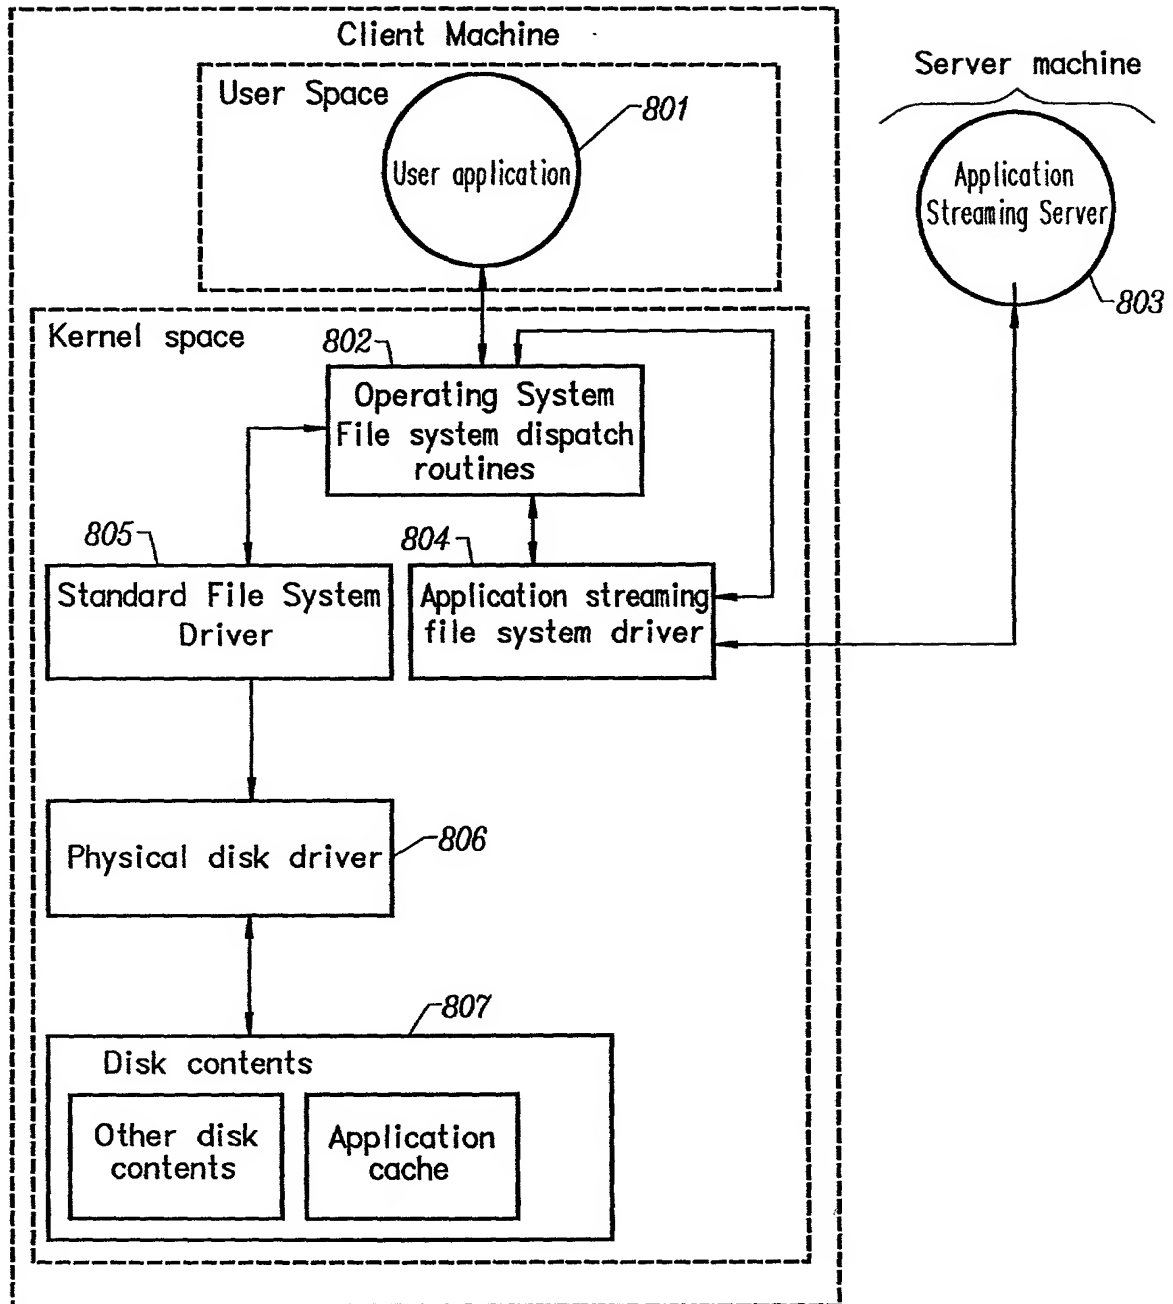 Client Machine
Server machine
User Space
801
User application
Application
Streaming Server
803
Kernel space
802
Operating System
File system dispatch
routines
805
804
Standard File System
Driver
Application streaming
file system driver
Physical disk driver
806
807
Disk contents
Other disk
contents
Application
cache